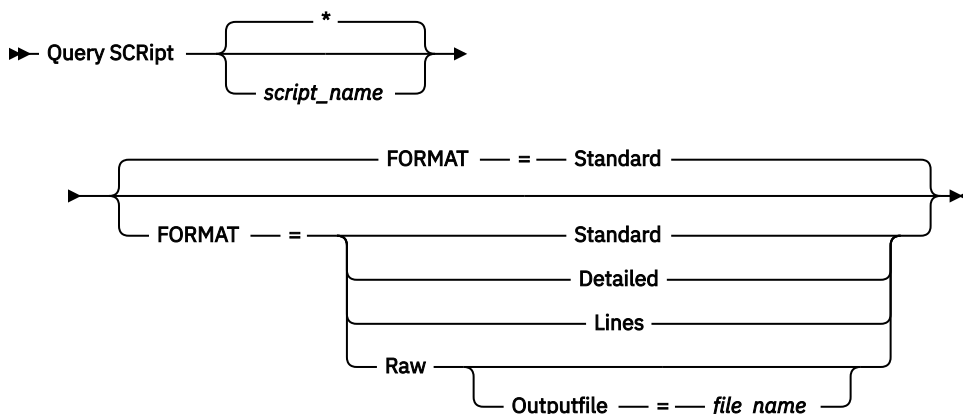 *
Query SCRipt
script_name
FORMAT = Standard
FORMAT = Standard
Detailed
Lines
Raw
Outputfile = file_name